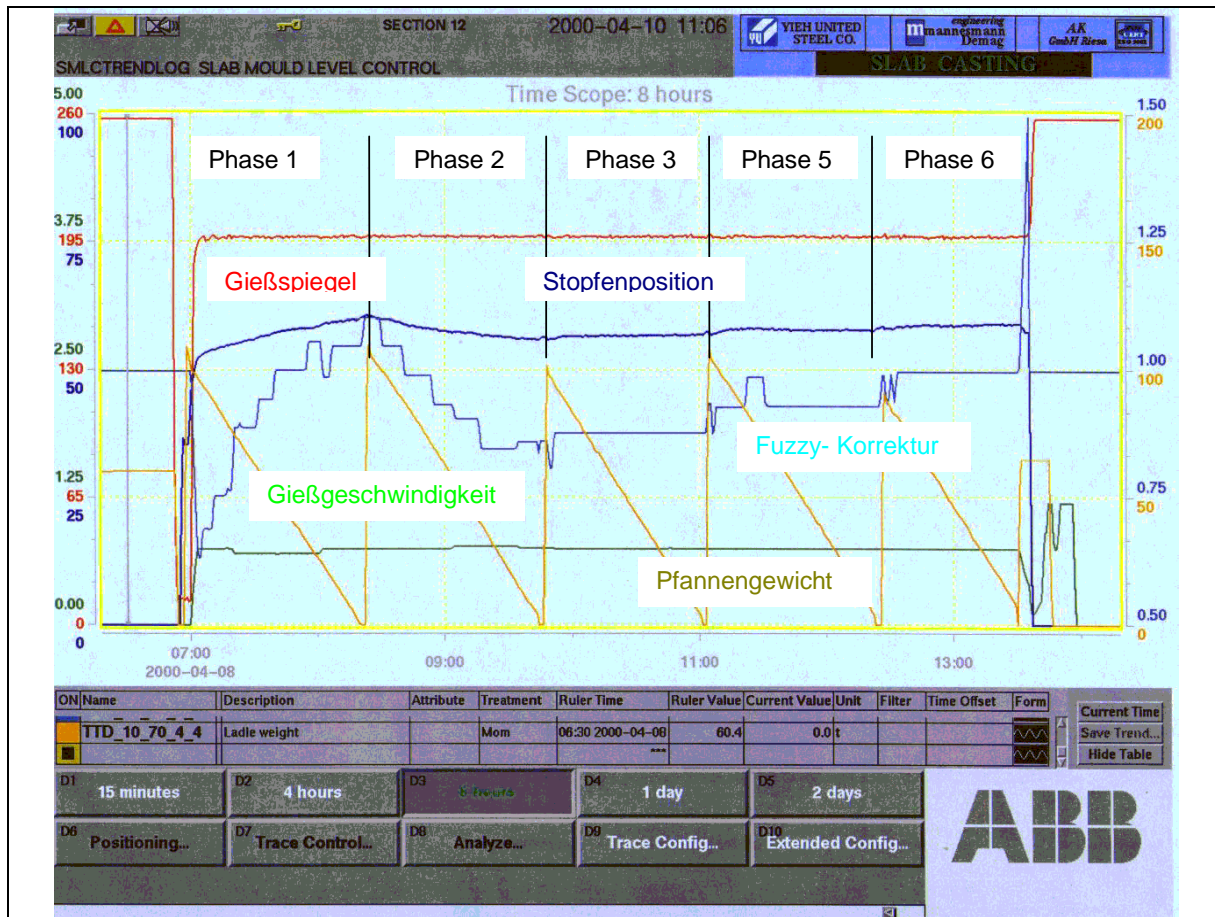 SECTION 12
2000-04-10 11:06
YU
YIEH UNITED
STEEL CO.
m
engineering
mannesmann
Demag
AK
GmbH Riesa
SMLCTRENDLOG SLAB MOULD LEVEL CONTROL
SLAB CASTING
Time Scope: 8 hours
5.00
260
100
1.50
200
Phase 1
Phase 2
Phase 3
Phase 5
Phase 6
3.75
195
75
1.25
150
Gießspiegel
Stopfenposition
2.50
130
50
1.00
100
Fuzzy- Korrektur
1.25
65
25
0.75
50
Gießgeschwindigkeit
Pfannengewicht
0.00
0
0
0.50
0
07:00
09:00
11:00
13:00
2000-04-08
ON Name Description Attribute Treatment Ruler Time Ruler Value Current Value Unit Filter Time Offset Form
TTD_10_70_4_4 Ladle weight Mom 06:30 2000-04-08 60.4 0.0 t
***
Current Time
Save Trend...
Hide Table
D1 15 minutes
D2 4 hours
D3 8 hours
D4 1 day
D5 2 days
D6 Positioning...
D7 Trace Control...
D8 Analyze...
D9 Trace Config...
D10 Extended Config...
ABB